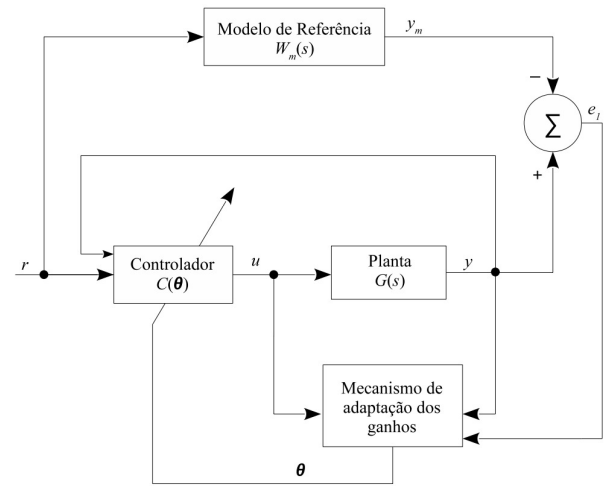 Modelo de Referência
W_m(s)
y_m
−
Σ
e_1
+
r
Controlador
C(θ)
u
Planta
G(s)
y
Mecanismo de
adaptação dos
ganhos
θ